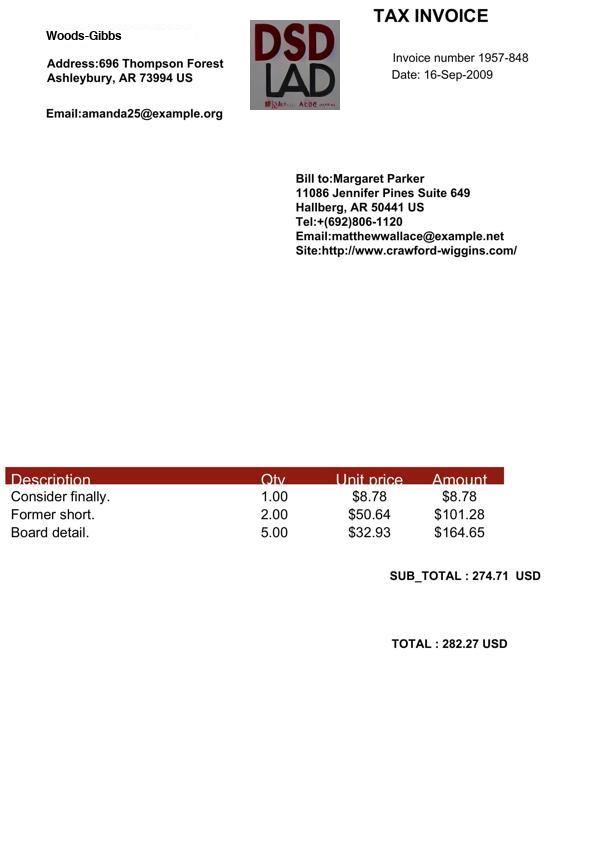 TAX INVOICE
Woods-Gibbs
Address:696 Thompson Forest
Ashleybury, AR 73994 US
Email:amanda25@example.org
DSD
LAD
Invoice number 1957-848
Date: 16-Sep-2009
Bill to:Margaret Parker
11086 Jennifer Pines Suite 649
Hallberg, AR 50441 US
Tel:+(692)806-1120
Email:matthewwallace@example.net
Site:http://www.crawford-wiggins.com/
Description Qty Unit price Amount
Consider finally. 1.00 $8.78 $8.78
Former short. 2.00 $50.64 $101.28
Board detail. 5.00 $32.93 $164.65
SUB_TOTAL : 274.71 USD
TOTAL : 282.27 USD